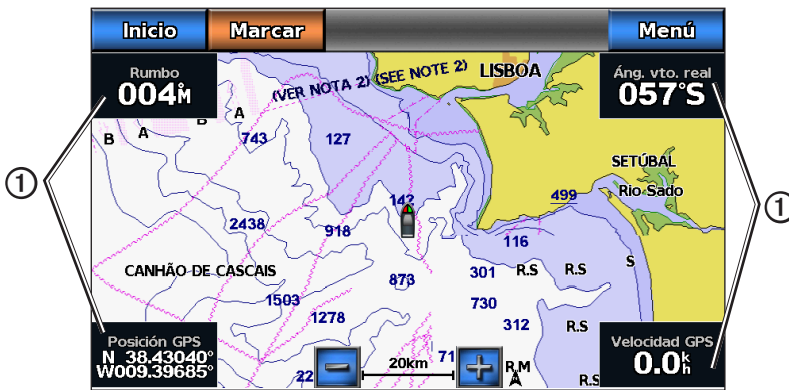 Inicio Marcar Menú
Rumbo
004°M
Áng. vto. real
057°S
(VER NOTA 2) (SEE NOTE 2)
LISBOA
B A B A
743
127
SETÚBAL
Rio Sado
499
142
2438
918
116
CANHÃO DE CASCAIS
873
301
R.S
R.S
S
1503
730
1278
312
R.S
Posición GPS
N 38.43040°
W009.39685°
22
20km
71
R.M
A
R.S
Velocidad GPS
0.0 k/h
①
①